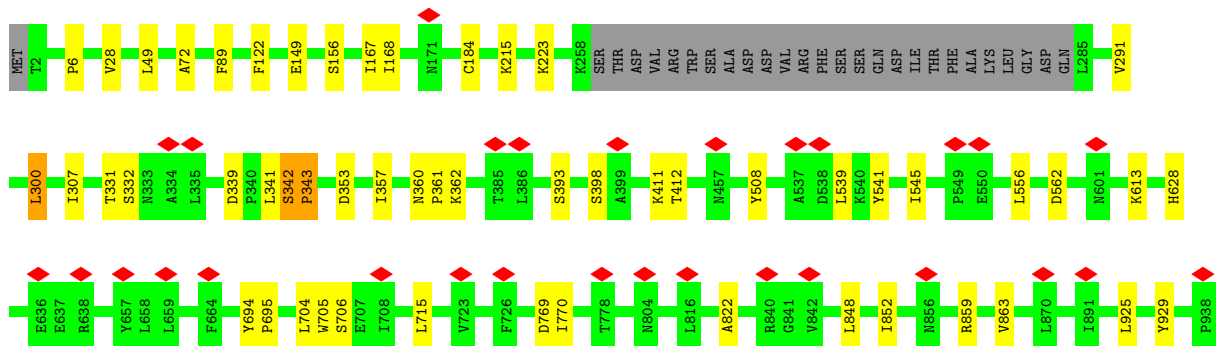 MET T2 P6 V28 L49 A72 F89 F122 E149 S156 I167 I168 N171 C184 K215 K223 K258 SER THR ASP VAL ARG TRP SER ALA ASP ASP VAL ARG PHE SER SER GLN ASP ILE THR PHE ALA LYS LEU GLY ASP GLN L285 V291
L300 I307 T331 S332 N333 A334 L335 D339 P340 L341 S342 P343 D353 I357 N360 P361 K362 T385 L386 S393 S398 A399 K411 T412 N457 Y508 A537 D538 L539 K540 Y541 I545 P549 E550 L556 D562 N601 K613 H628
E636 E637 R638 Y657 L658 L659 F664 Y694 P695 L704 W705 S706 E707 I708 L715 V723 F726 D769 I770 T778 N804 L816 A822 R840 G841 V842 L848 I852 N856 R859 V863 L870 I891 L925 Y929 P938